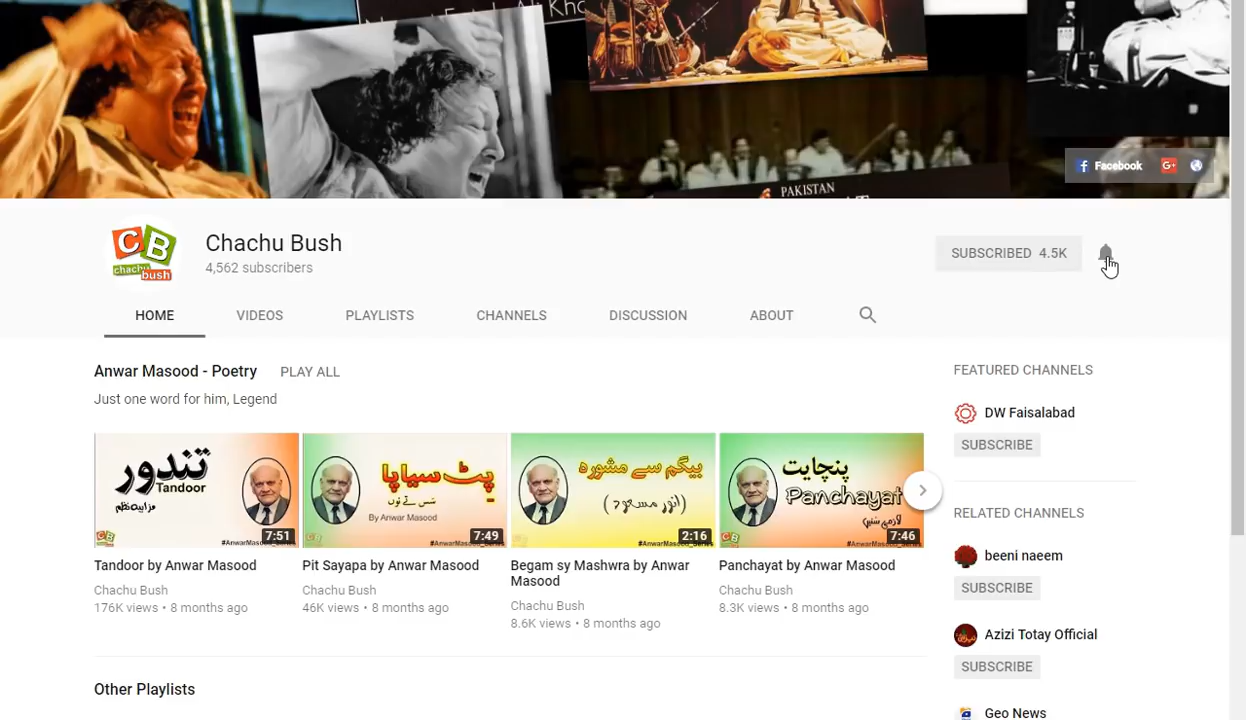 Facebook
G+
PAKISTAN
CB
chachu
bush
Chachu Bush
4,562 subscribers
SUBSCRIBED 4.5K
HOME VIDEOS PLAYLISTS CHANNELS DISCUSSION ABOUT
Anwar Masood - Poetry PLAY ALL
Just one word for him, Legend
تندور
Tandoor
مزاحیہ نظم
7:51
پٹ سیاپا
By Anwar Masood
7:49
بیگم سے مشورہ
(انور مسعود)
2:16
پنچایت
Panchayat
لازمی سنیں
7:46
Tandoor by Anwar Masood
Chachu Bush
176K views • 8 months ago
Pit Sayapa by Anwar Masood
Chachu Bush
46K views • 8 months ago
Begam sy Mashwra by Anwar
Masood
Chachu Bush
8.6K views • 8 months ago
Panchayat by Anwar Masood
Chachu Bush
8.3K views • 8 months ago
Other Playlists
FEATURED CHANNELS
DW Faisalabad
SUBSCRIBE
RELATED CHANNELS
beeni naeem
SUBSCRIBE
Azizi Totay Official
SUBSCRIBE
Geo News